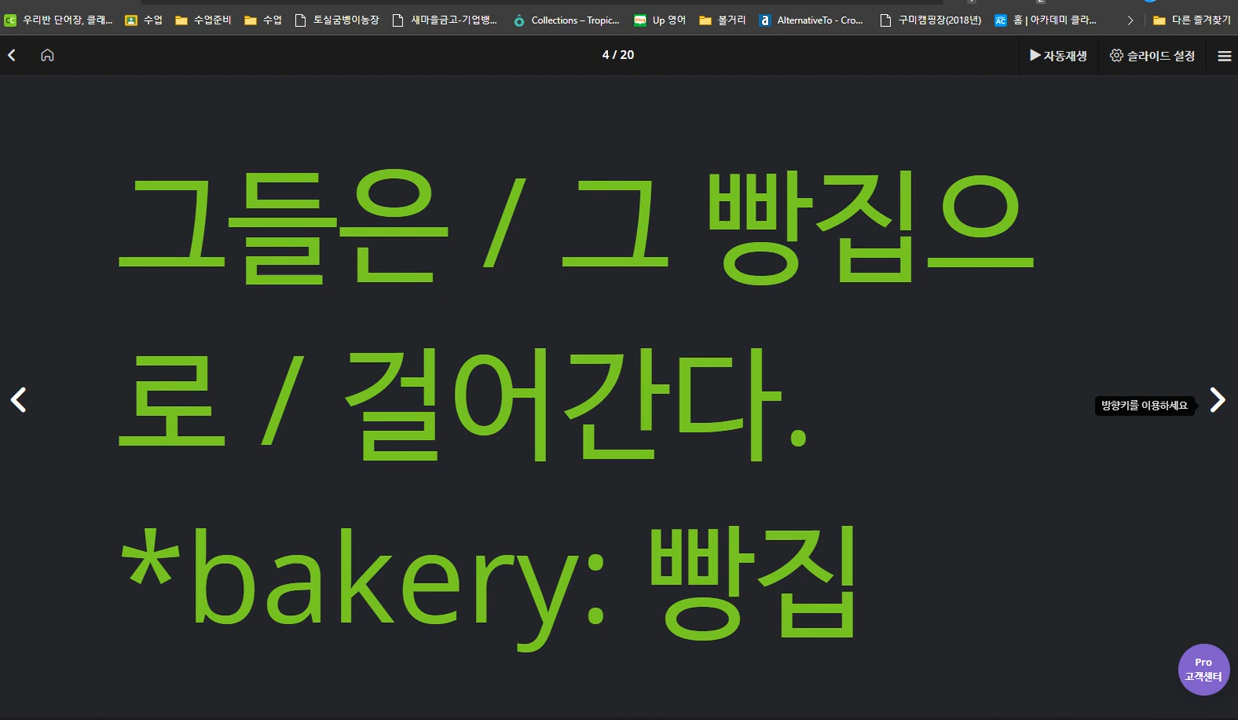 우리반 단어장, 클래... 수업 수업준비 수업 토실굼벵이농장 새마을금고-기업뱅... Collections – Tropic... Up 영어 볼거리 AlternativeTo - Cro... 구미캠핑장(2018년) 홈 | 아카데미 클라... 다른 즐겨찾기
4 / 20 자동재생 슬라이드 설정
그들은 / 그 빵집으
로 / 걸어간다.
방향키를 이용하세요
*bakery: 빵집
Pro
고객센터